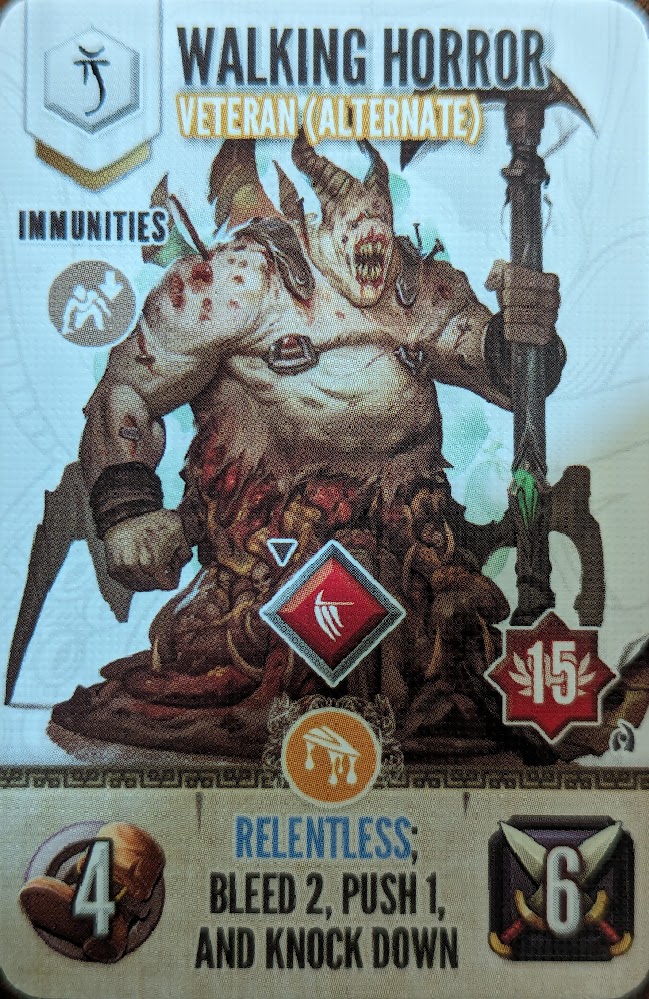 WALKING HORROR
VETERAN (ALTERNATE)
IMMUNITIES
15
4
RELENTLESS;
BLEED 2, PUSH 1,
AND KNOCK DOWN
6